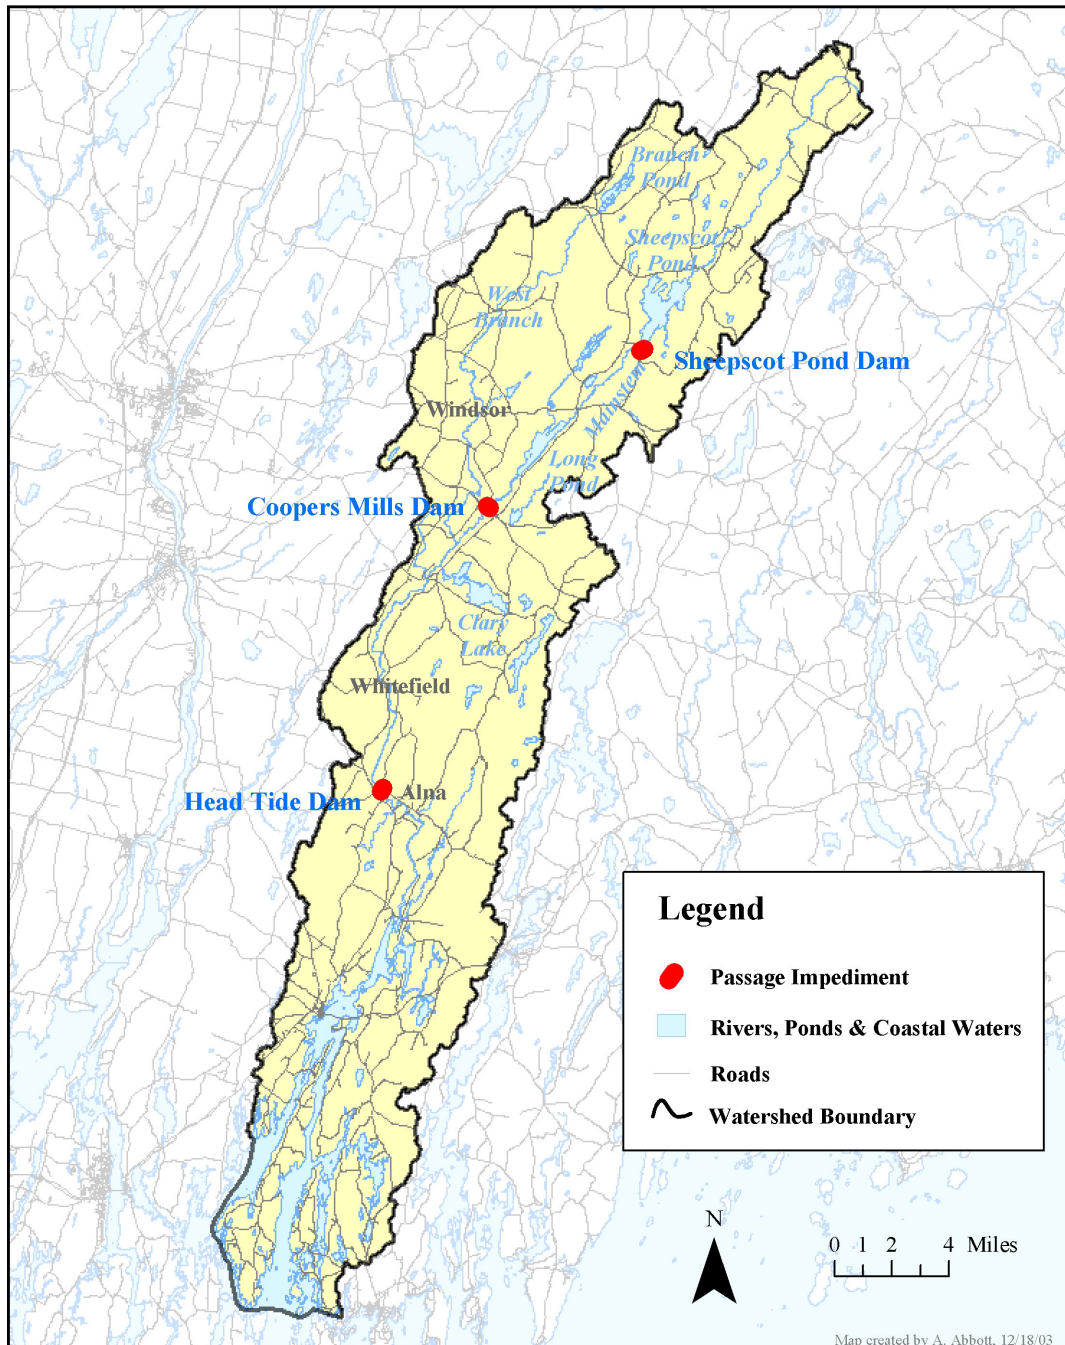 Branch
Pond
Sheepscot
Pond
West
Branch
Sheepscot Pond Dam
Mainstem
Windsor
Long
Pond
Coopers Mills Dam
Clary
Lake
Whitefield
Head Tide Dam
Alna
Legend
Passage Impediment
Rivers, Ponds & Coastal Waters
Roads
Watershed Boundary
N
0 1 2 4 Miles
Map created by A. Abbott, 12/18/03